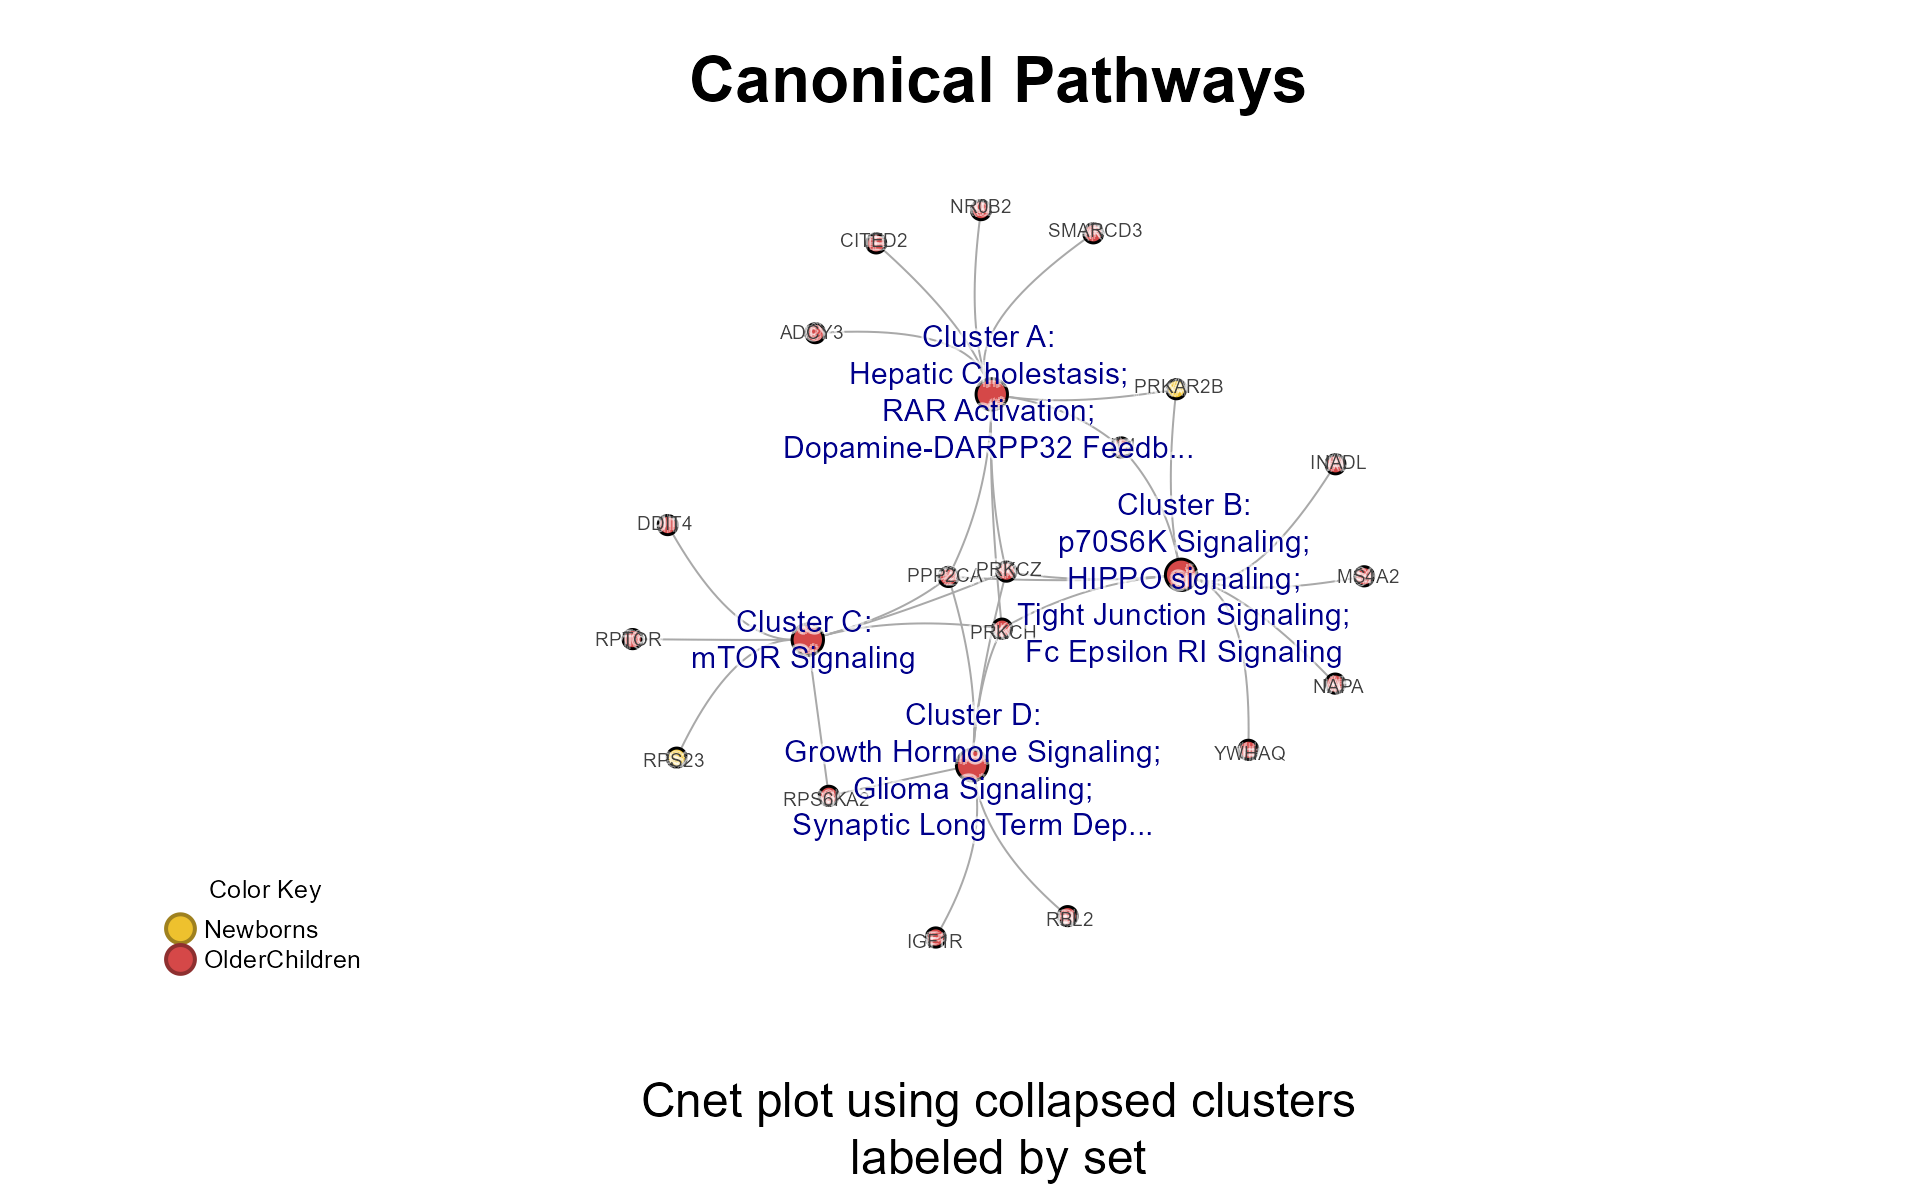 Canonical Pathways
NR0B2
SMARCD3
CITED2
ADCY3
Cluster A:
Hepatic Cholestasis;
RAR Activation;
Dopamine-DARPP32 Feedb...
PRKAR2B
INADL
Cluster B:
p70S6K Signaling;
HIPPO signaling;
Tight Junction Signaling;
Fc Epsilon RI Signaling
DDIT4
PPP2CA
PRKCZ
MS4A2
Cluster C:
mTOR Signaling
PRKCH
RPTOR
NAPA
Cluster D:
Growth Hormone Signaling;
Glioma Signaling;
Synaptic Long Term Dep...
YWHAQ
RPS23
RPS6KA2
IGF1R
RBL2
Color Key
Newborns
OlderChildren
Cnet plot using collapsed clusters
labeled by set